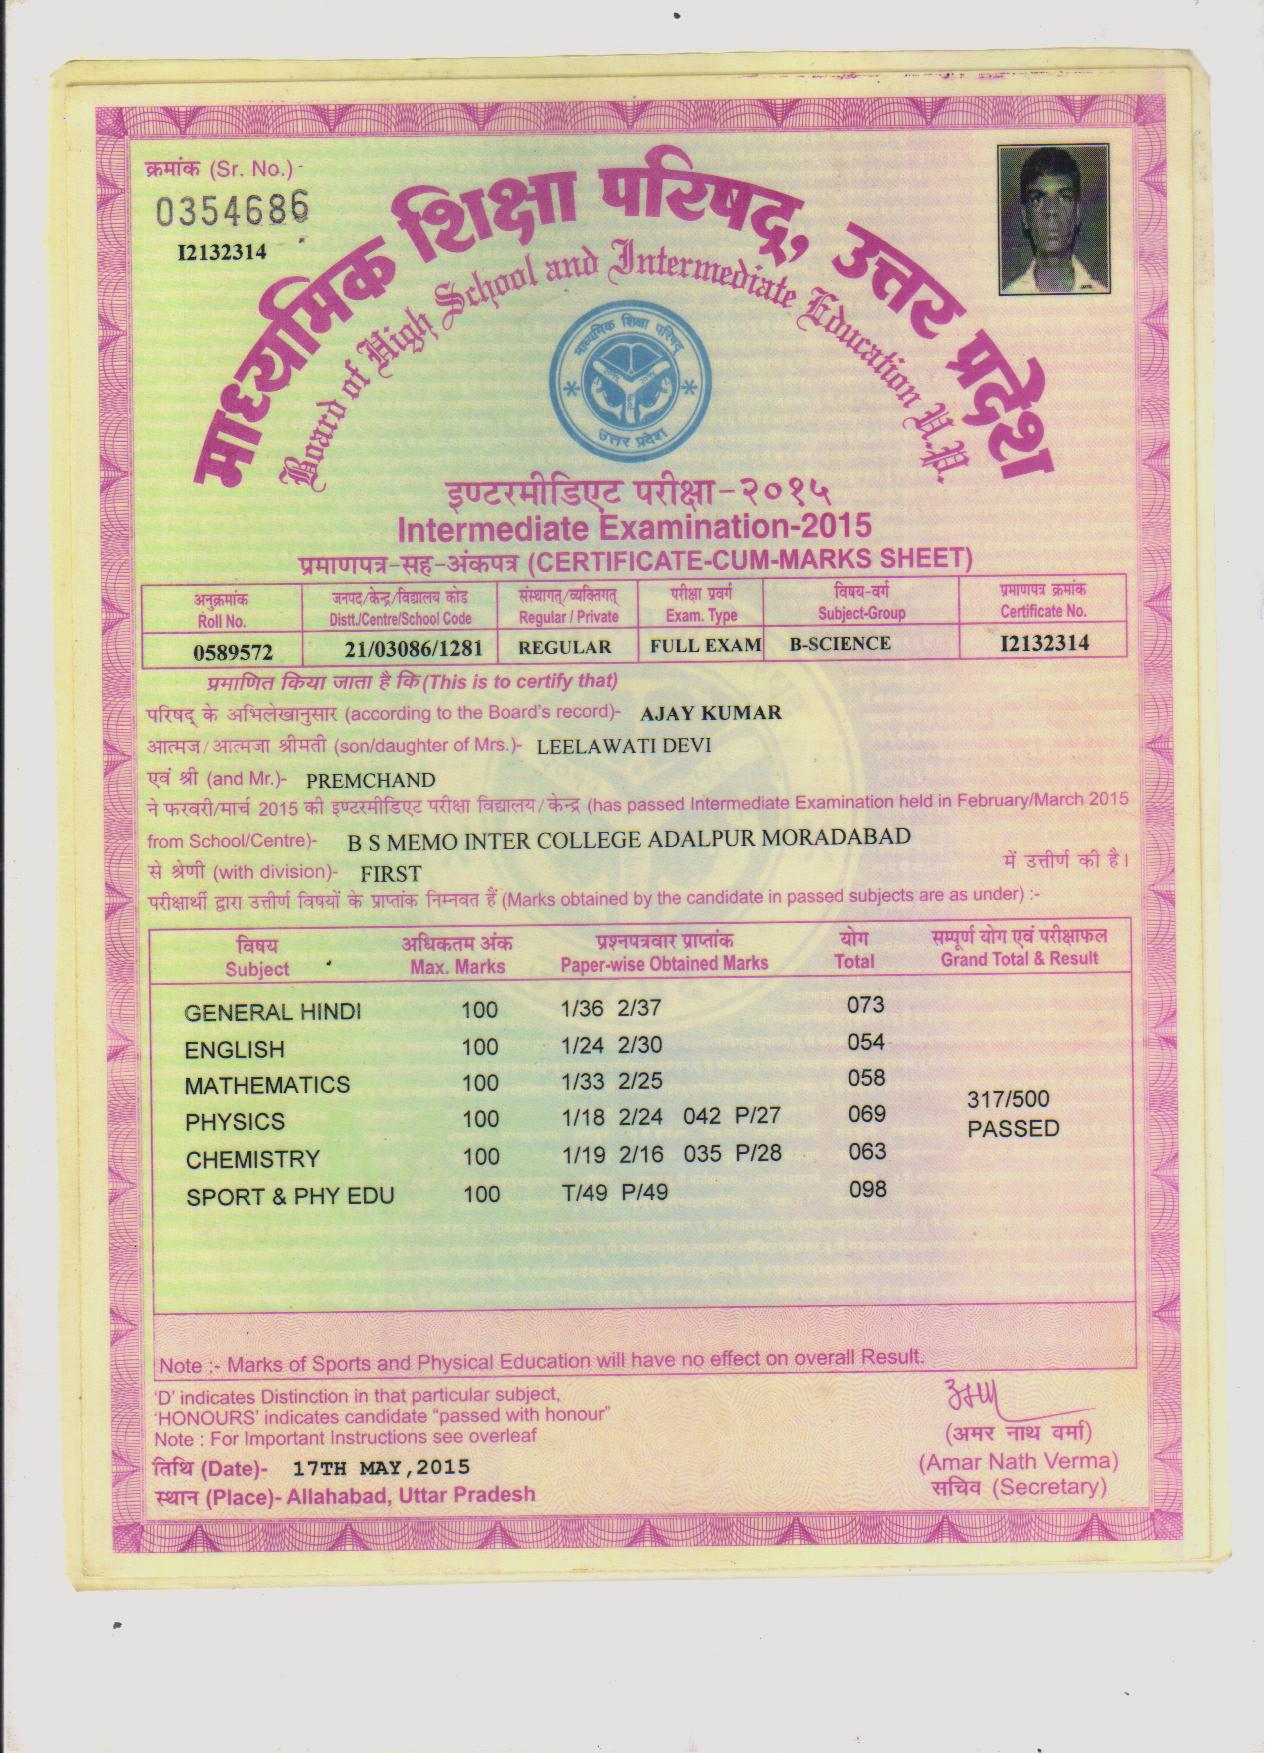 क्रमांक (Sr. No.)-
0354686
I2132314
माध्यमिक शिक्षा परिषद्, उत्तर प्रदेश
Board of High School and Intermediate Education U.P.
माध्यमिक शिक्षा परिषद्
उत्तर प्रदेश
इण्टरमीडिएट परीक्षा-२०१५
Intermediate Examination-2015
प्रमाणपत्र-सह-अंकपत्र (CERTIFICATE-CUM-MARKS SHEET)
अनुक्रमांक जनपद/केन्द्र/विद्यालय कोड संस्थागत्/व्यक्तिगत् परीक्षा प्रवर्ग विषय-वर्ग प्रमाणपत्र क्रमांक
Roll No. Distt./Centre/School Code Regular / Private Exam. Type Subject-Group Certificate No.
0589572 21/03086/1281 REGULAR FULL EXAM B-SCIENCE I2132314
प्रमाणित किया जाता है कि (This is to certify that)
परिषद् के अभिलेखानुसार (according to the Board's record)- AJAY KUMAR
आत्मज/आत्मजा श्रीमती (son/daughter of Mrs.)- LEELAWATI DEVI
एवं श्री (and Mr.)- PREMCHAND
ने फरवरी/मार्च 2015 की इण्टरमीडिएट परीक्षा विद्यालय/केन्द्र (has passed Intermediate Examination held in February/March 2015
from School/Centre)- B S MEMO INTER COLLEGE ADALPUR MORADABAD
से श्रेणी (with division)- FIRST में उत्तीर्ण की है।
परीक्षार्थी द्वारा उत्तीर्ण विषयों के प्राप्तांक निम्नवत हैं (Marks obtained by the candidate in passed subjects are as under) :-
विषय अधिकतम अंक प्रश्नपत्रवार प्राप्तांक योग सम्पूर्ण योग एवं परीक्षाफल
Subject Max. Marks Paper-wise Obtained Marks Total Grand Total & Result
GENERAL HINDI 100 1/36 2/37 073
ENGLISH 100 1/24 2/30 054
MATHEMATICS 100 1/33 2/25 058
317/500
PHYSICS 100 1/18 2/24 042 P/27 069
PASSED
CHEMISTRY 100 1/19 2/16 035 P/28 063
SPORT & PHY EDU 100 T/49 P/49 098
Note :- Marks of Sports and Physical Education will have no effect on overall Result.
'D' indicates Distinction in that particular subject,
'HONOURS' indicates candidate "passed with honour"
Note : For Important Instructions see overleaf
(अमर नाथ वर्मा)
(Amar Nath Verma)
सचिव (Secretary)
तिथि (Date)- 17TH MAY,2015
स्थान (Place)- Allahabad, Uttar Pradesh